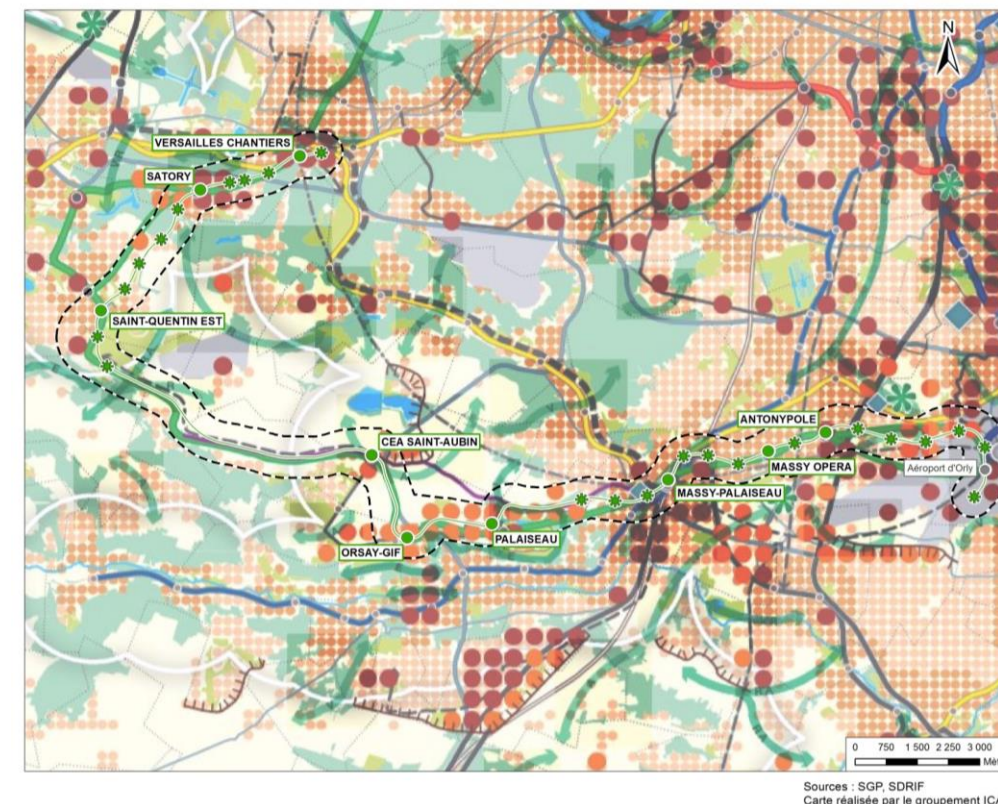 N
VERSAILLES CHANTIERS
SATORY
SAINT-QUENTIN EST
CEA SAINT-AUBIN
ANTONYPOLE
MASSY OPERA
Aéroport d'Orly
MASSY-PALAISEAU
ORSAY-GIF
PALAISEAU
0 750 1 500 2 250 3 000
Sources : SGP, SDRIF
Carte réalisée par le groupement